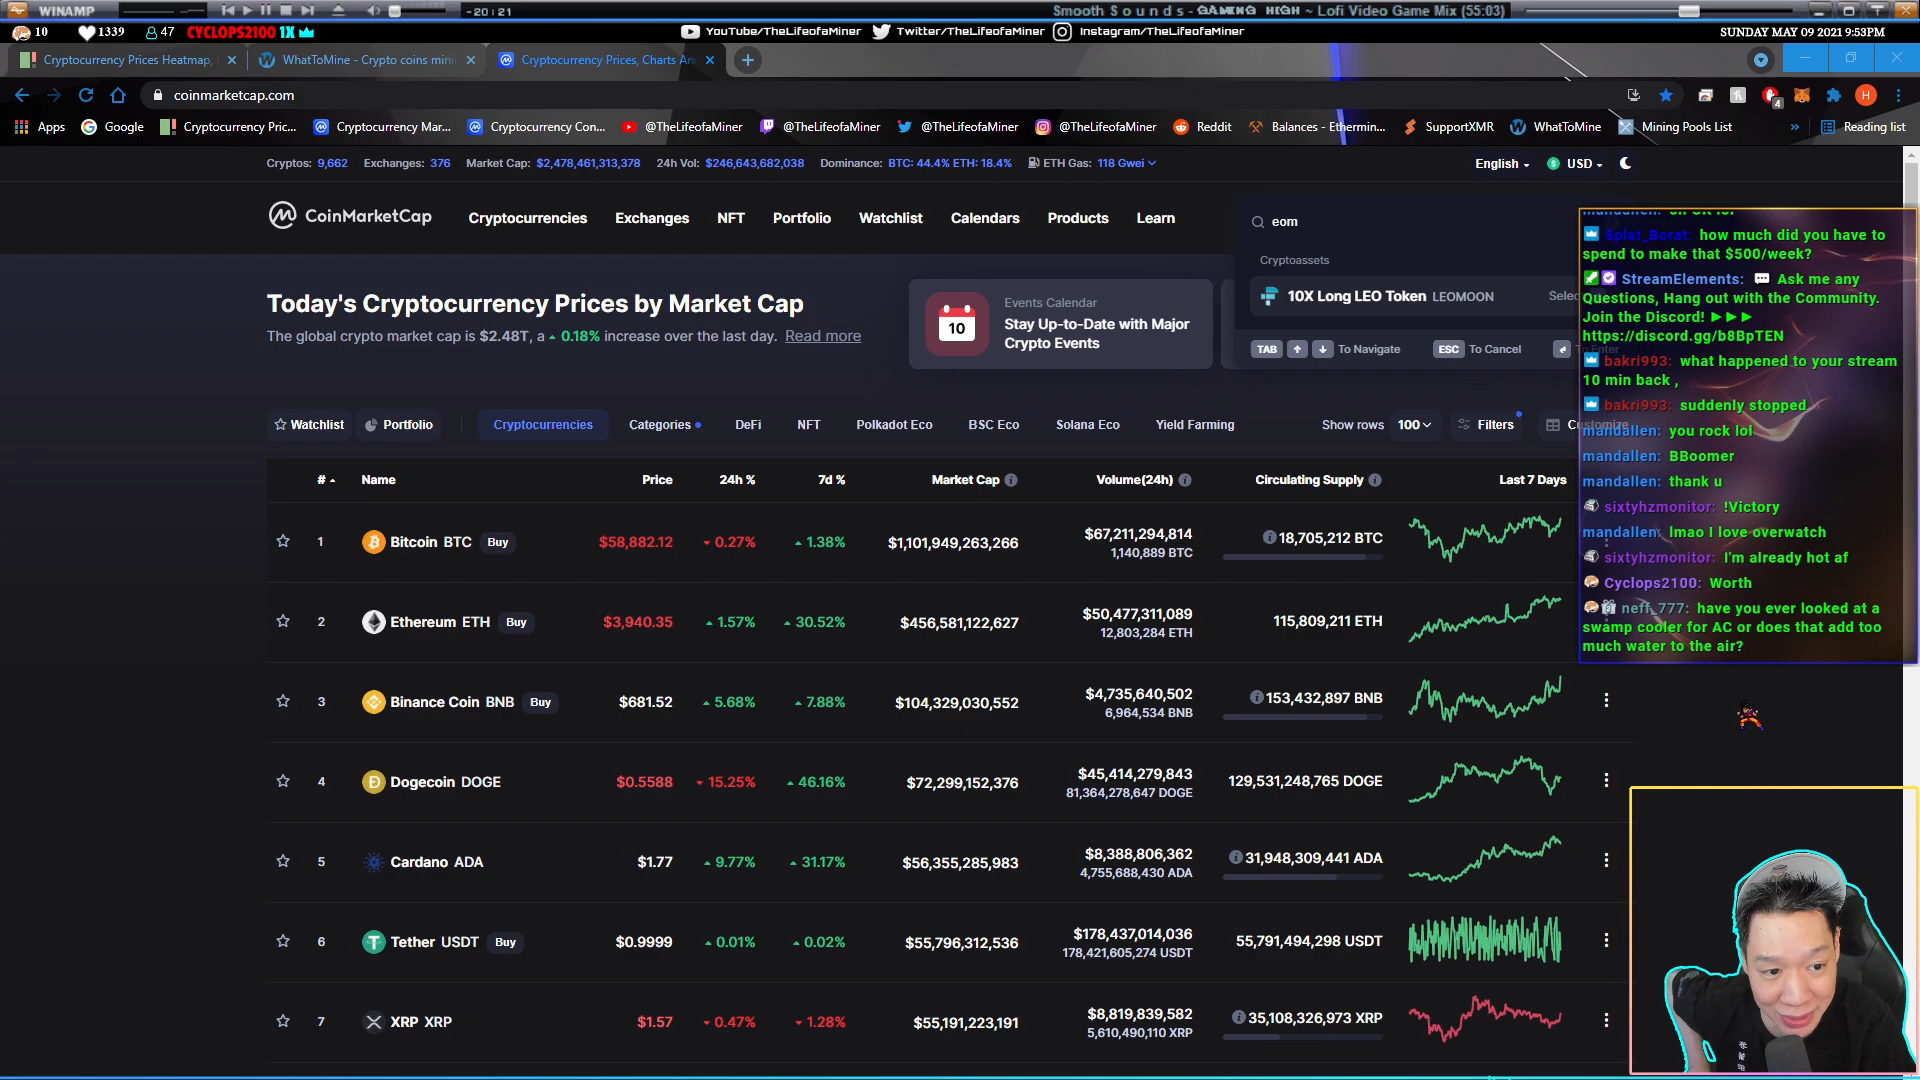 WINAMP
-20:21
Smooth Sounds - GAMING HIGH ~ Lofi Video Game Mix (55:03)
10 1339 47 CYCLOPS2100 1X
YouTube/TheLifeofaMiner Twitter/TheLifeofaMiner Instagram/TheLifeofaMiner
SUNDAY MAY 09 2021 9:53PM
Cryptocurrency Prices Heatmap, WhatToMine - Crypto coins mini Cryptocurrency Prices, Charts An
coinmarketcap.com
4 H
Apps Google Cryptocurrency Pric... Cryptocurrency Mar... Cryptocurrency Con... @TheLifeofaMiner @TheLifeofaMiner @TheLifeofaMiner @TheLifeofaMiner Reddit Balances - Ethermin... SupportXMR WhatToMine Mining Pools List » Reading list
Cryptos: 9,662 Exchanges: 376 Market Cap: $2,478,461,313,378 24h Vol: $246,643,682,038 Dominance: BTC: 44.4% ETH: 18.4% ETH Gas: 118 Gwei English USD
CoinMarketCap Cryptocurrencies Exchanges NFT Portfolio Watchlist Calendars Products Learn
eom
Cryptoassets
10X Long LEO Token LEOMOON Selec
TAB To Navigate ESC To Cancel To Enter
Today's Cryptocurrency Prices by Market Cap
The global crypto market cap is $2.48T, a 0.18% increase over the last day. Read more
10
Events Calendar
Stay Up-to-Date with Major
Crypto Events
Watchlist Portfolio Cryptocurrencies Categories DeFi NFT Polkadot Eco BSC Eco Solana Eco Yield Farming Show rows 100 Filters Customize
# Name Price 24h % 7d % Market Cap Volume(24h) Circulating Supply Last 7 Days
1 Bitcoin BTC Buy $58,882.12 0.27% 1.38% $1,101,949,263,266 $67,211,294,814 18,705,212 BTC
1,140,889 BTC
2 Ethereum ETH Buy $3,940.35 1.57% 30.52% $456,581,122,627 $50,477,311,089 115,809,211 ETH
12,803,284 ETH
3 Binance Coin BNB Buy $681.52 5.68% 7.88% $104,329,030,552 $4,735,640,502 153,432,897 BNB
6,964,534 BNB
4 Dogecoin DOGE $0.5588 15.25% 46.16% $72,299,152,376 $45,414,279,843 129,531,248,765 DOGE
81,364,278,647 DOGE
5 Cardano ADA $1.77 9.77% 31.17% $56,355,285,983 $8,388,806,362 31,948,309,441 ADA
4,755,688,430 ADA
6 Tether USDT Buy $0.9999 0.01% 0.02% $55,796,312,536 $178,437,014,036 55,791,494,298 USDT
178,421,605,274 USDT
7 XRP XRP $1.57 0.47% 1.28% $55,191,223,191 $8,819,839,582 35,108,326,973 XRP
5,610,490,110 XRP
mandallen: oh OK lol
Splat_Borat: how much did you have to
spend to make that $500/week?
StreamElements: Ask me any
Questions, Hang out with the Community.
Join the Discord! ►►►
https://discord.gg/b8BpTEN
bakri993: what happened to your stream
10 min back ,
bakri993: suddenly stopped
mandallen: you rock lol
mandallen: BBoomer
mandallen: thank u
sixtyhzmonitor: !Victory
mandallen: lmao I love overwatch
sixtyhzmonitor: I'm already hot af
Cyclops2100: Worth
neff_777: have you ever looked at a
swamp cooler for AC or does that add too
much water to the air?